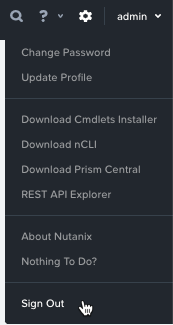 ? admin
Change Password
Update Profile
Download Cmdlets Installer
Download nCLI
Download Prism Central
REST API Explorer
About Nutanix
Nothing To Do?
Sign Out